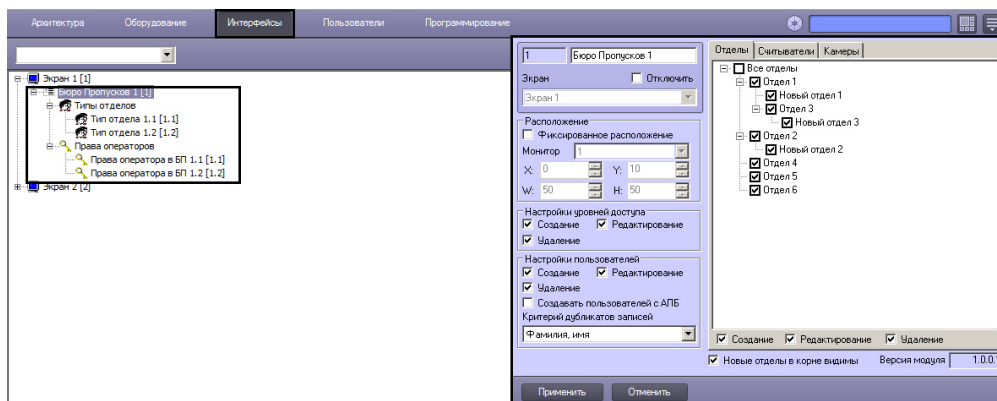 Архитектура Оборудование Интерфейсы Пользователи Программирование
Экран 1 [1]
Бюро Пропусков 1 [1]
Типы отделов
Тип отдела 1.1 [1.1]
Тип отдела 1.2 [1.2]
Права операторов
Права оператора в БП 1.1 [1.1]
Права оператора в БП 1.2 [1.2]
Экран 2 [2]
1 Бюро Пропусков 1
Экран Отключить
Экран 1
Расположение
Фиксированное расположение
Монитор 1
X: 0 Y: 10
W: 50 H: 50
Настройки уровней доступа
Создание Редактирование
Удаление
Настройки пользователей
Создание Редактирование
Удаление
Создавать пользователей с АПБ
Критерий дубликатов записей
Фамилия, имя
Отделы Считыватели Камеры
Все отделы
Отдел 1
Новый отдел 1
Отдел 3
Новый отдел 3
Отдел 2
Новый отдел 2
Отдел 4
Отдел 5
Отдел 6
Создание Редактирование Удаление
Новые отделы в корне видимы Версия модуля
Применить Отменить